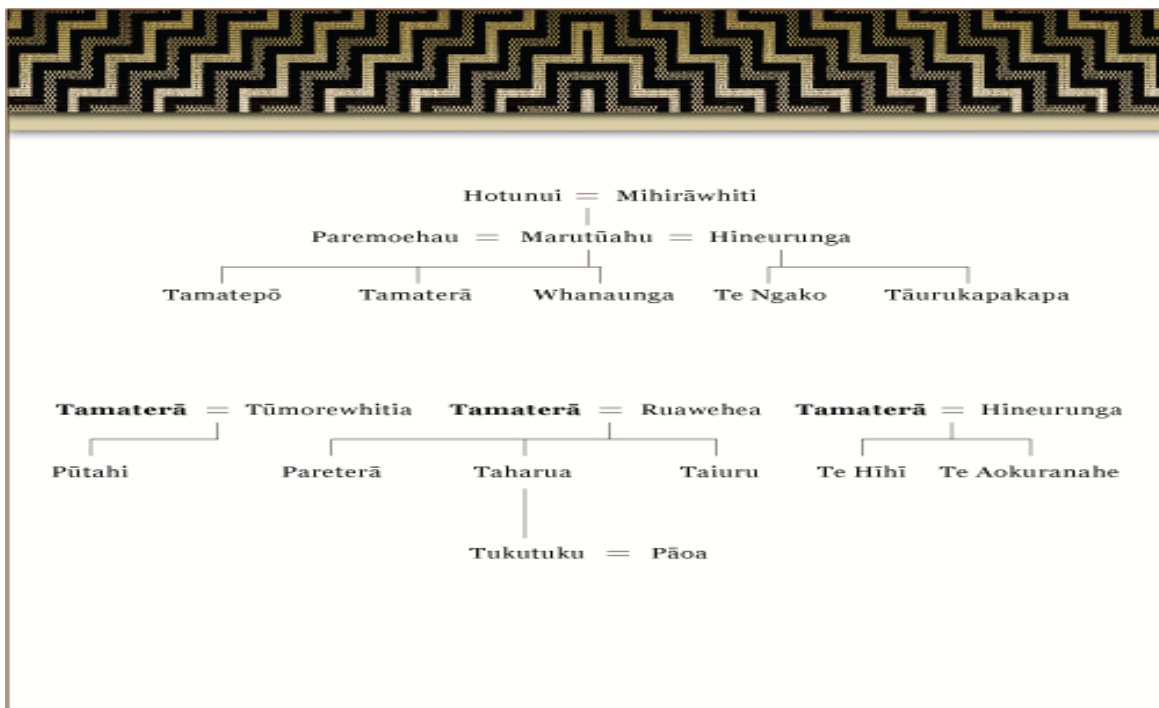 Hotunui = Mihirāwhiti
Paremoehau = Marutūahu = Hineurunga
Tamatepō Tamaterā Whanaunga Te Ngako Tāurukapakapa
Tamaterā = Tūmorewhitia Tamaterā = Ruawehea Tamaterā = Hineurunga
Pūtahi Pareterā Taharua Taiuru Te Hīhī Te Aokuranahe
Tukutuku = Pāoa